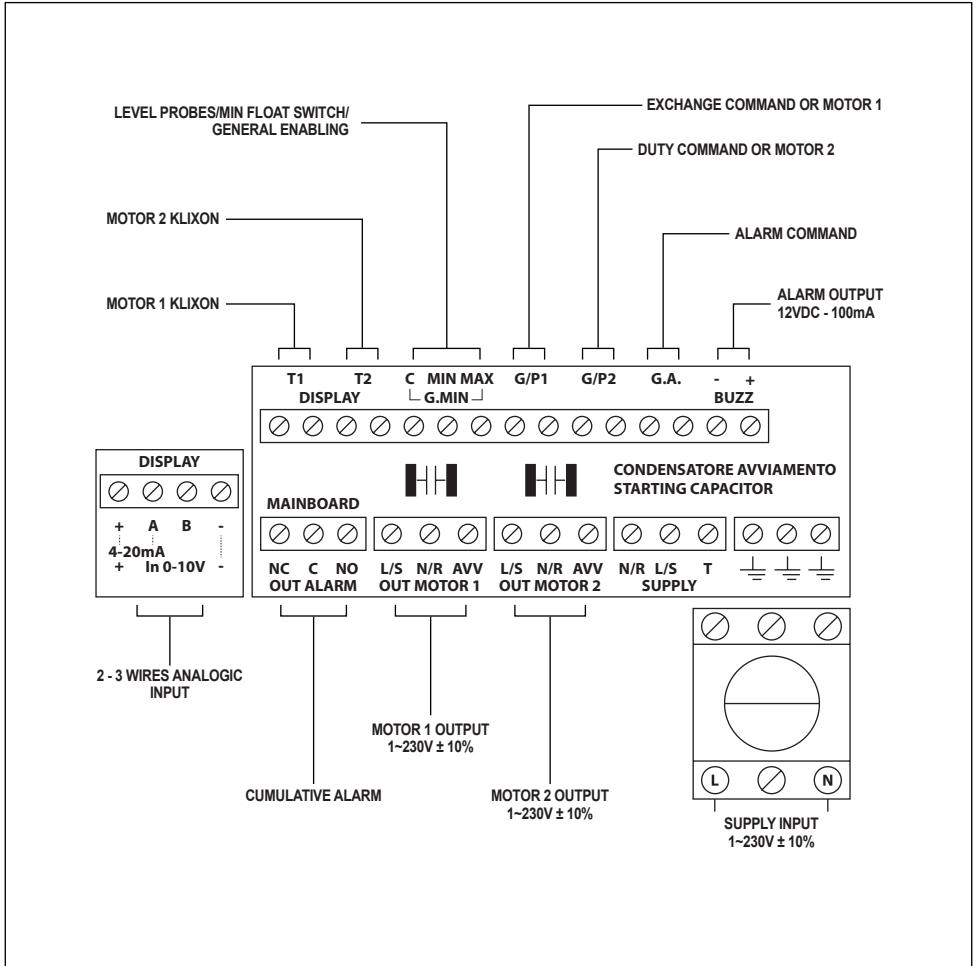 LEVEL PROBES/MIN FLOAT SWITCH/
GENERAL ENABLING
EXCHANGE COMMAND OR MOTOR 1
DUTY COMMAND OR MOTOR 2
MOTOR 2 KLIXON
ALARM COMMAND
MOTOR 1 KLIXON
ALARM OUTPUT
12VDC - 100mA
T1 T2 C MIN MAX G/P1 G/P2 G.A. - +
DISPLAY G.MIN BUZZ
DISPLAY
+ A B -
4-20mA
+ In 0-10V -
CONDENSATORE AVVIAMENTO
STARTING CAPACITOR
MAINBOARD
NC C NO L/S N/R AVV L/S N/R AVV N/R L/S T
OUT ALARM OUT MOTOR 1 OUT MOTOR 2 SUPPLY
2 - 3 WIRES ANALOGIC
INPUT
MOTOR 1 OUTPUT
1~230V ± 10%
CUMULATIVE ALARM
MOTOR 2 OUTPUT
1~230V ± 10%
L N
SUPPLY INPUT
1~230V ± 10%